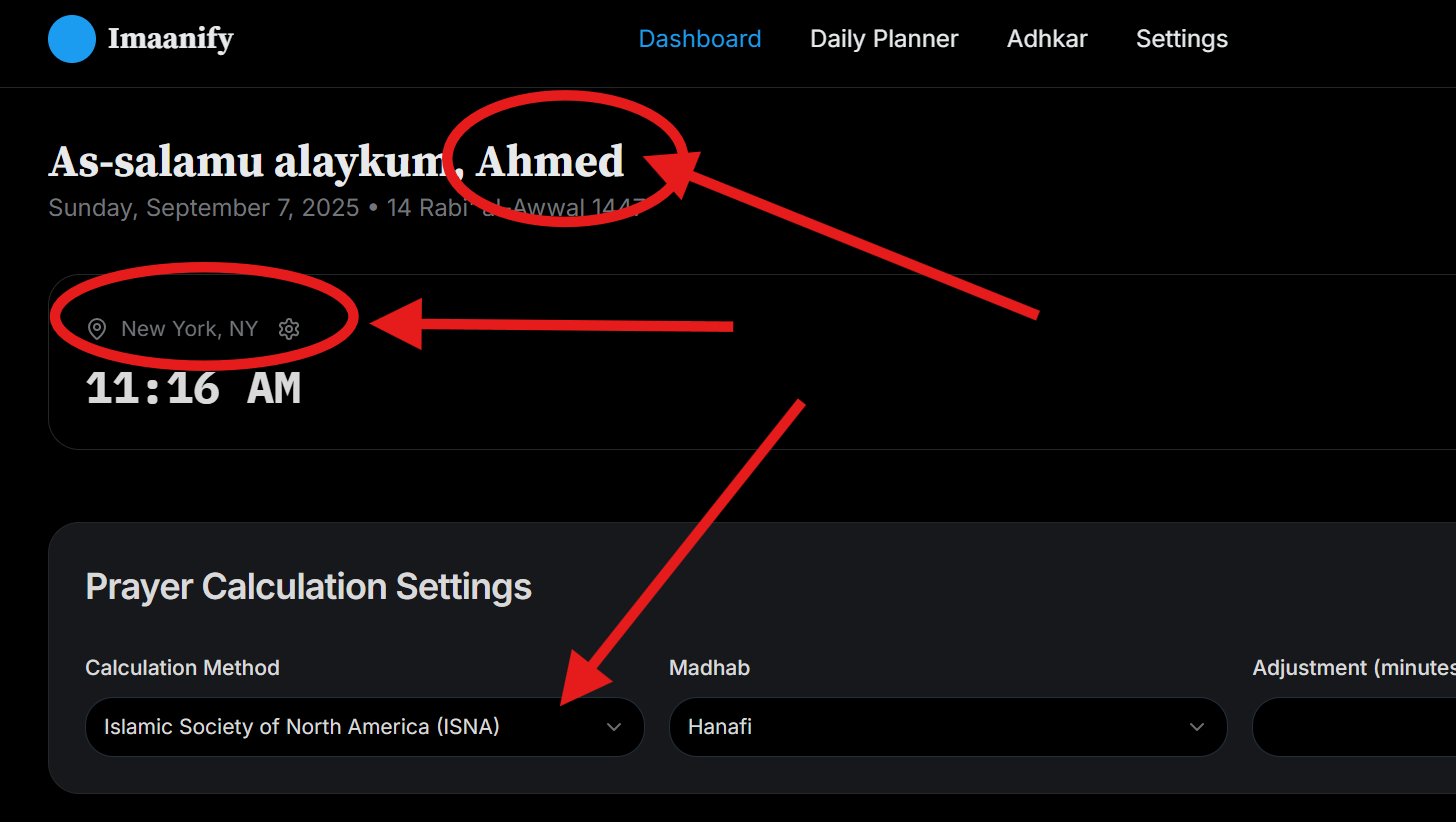 Imaanify
Dashboard Daily Planner Adhkar Settings
As-salamu alaykum, Ahmed
Sunday, September 7, 2025 • 14 Rabi' al-Awwal 1447
New York, NY
11:16 AM
Prayer Calculation Settings
Calculation Method Madhab Adjustment (minutes
Islamic Society of North America (ISNA) Hanafi